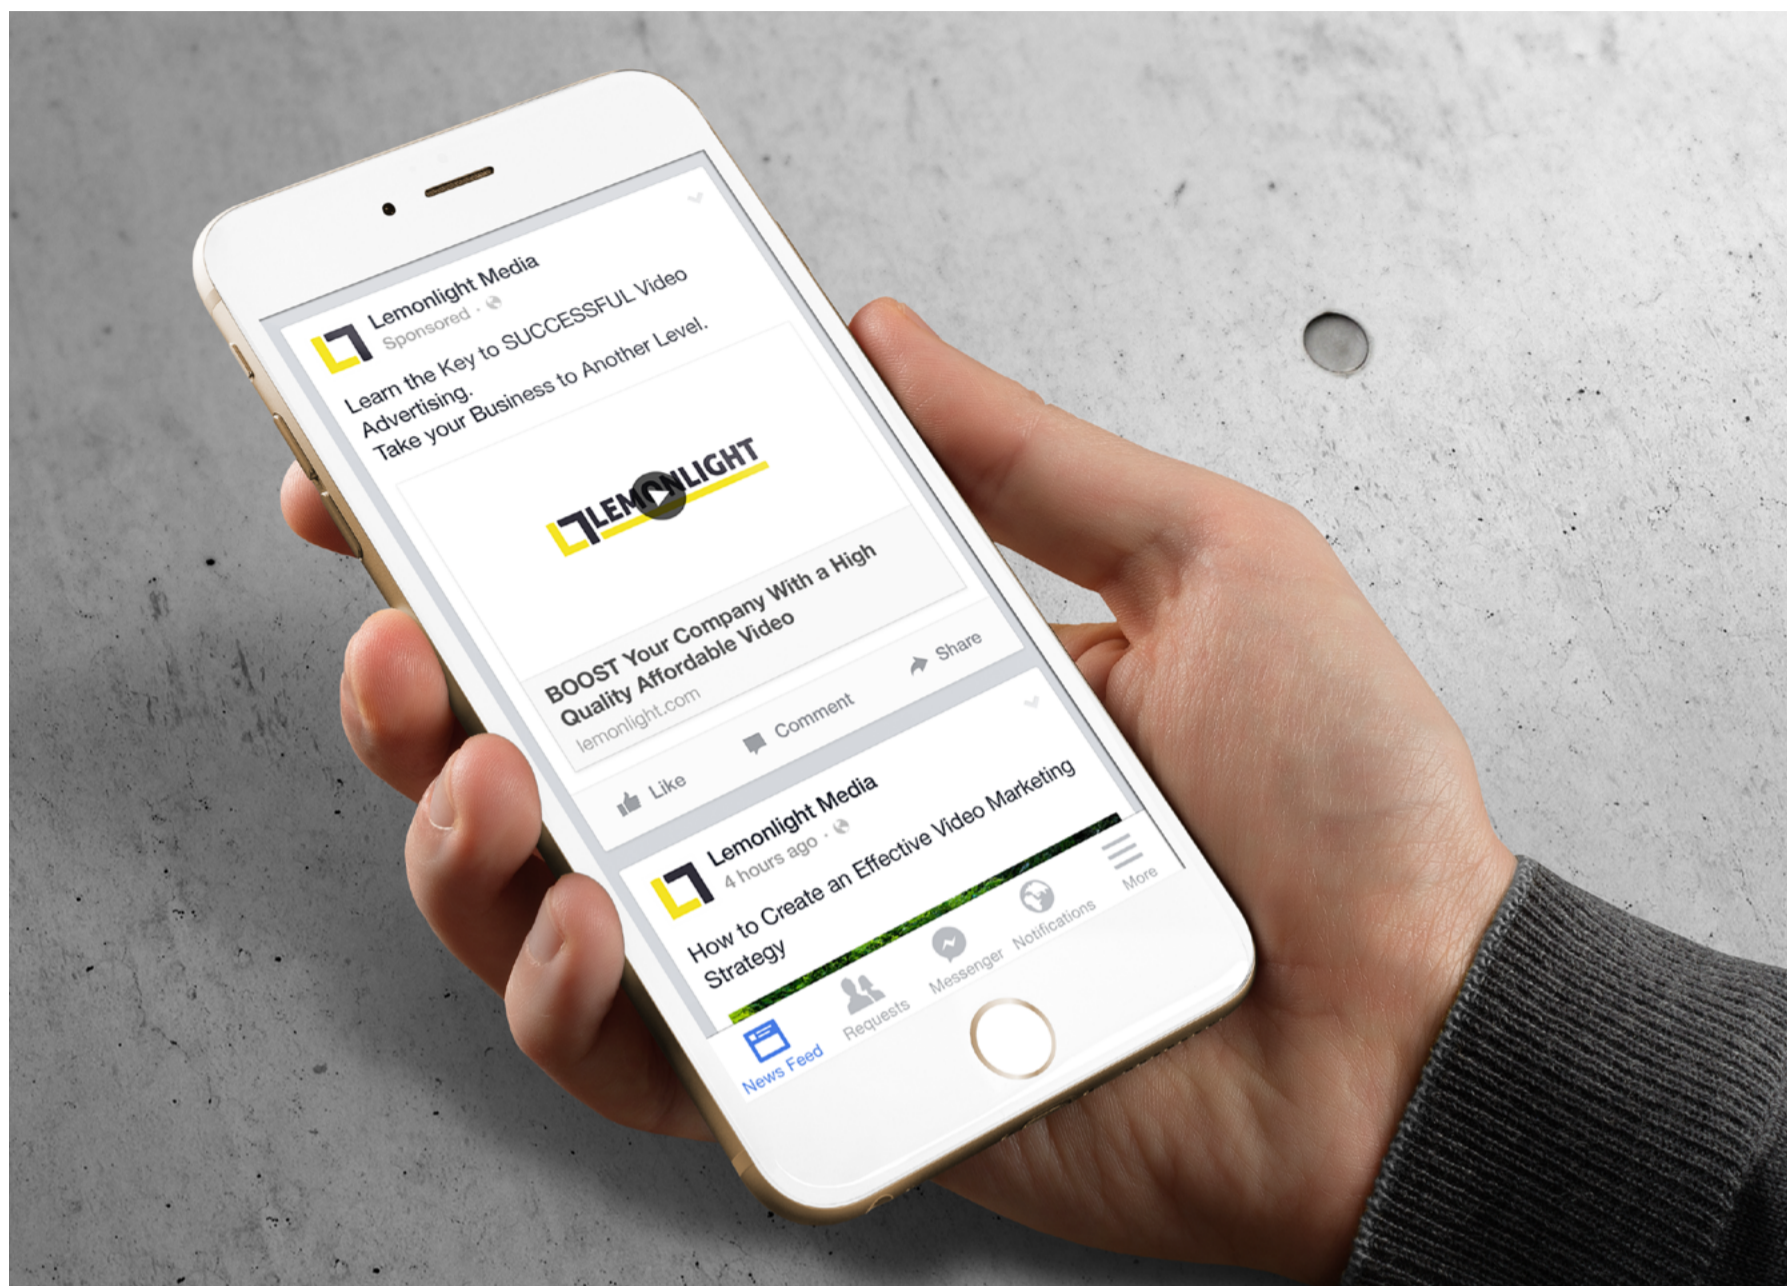 Lemonlight Media
Sponsored ·
Learn the Key to SUCCESSFUL Video
Advertising.
Take your Business to Another Level.
LEMONLIGHT
BOOST Your Company With a High
Quality Affordable Video
lemonlight.com
Like Comment Share
Lemonlight Media
4 hours ago ·
How to Create an Effective Video Marketing
Strategy
News Feed Requests Messenger Notifications More